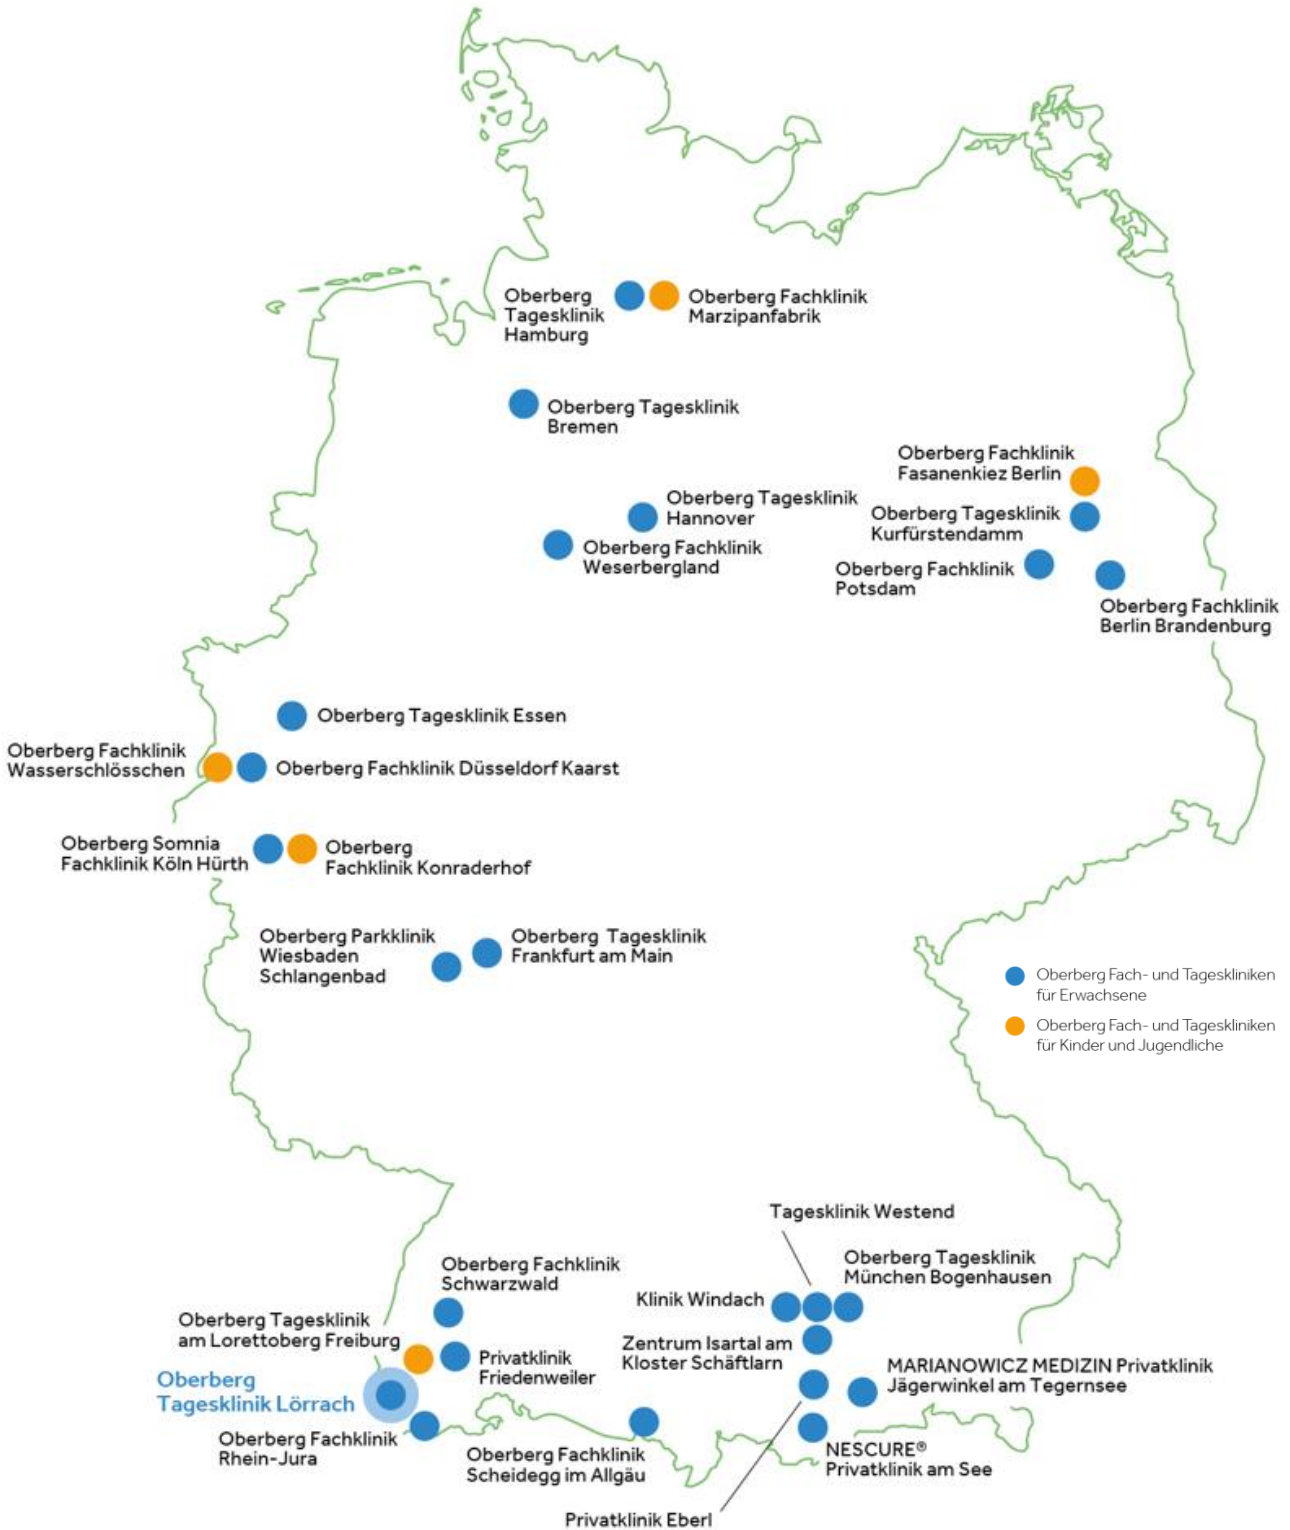 Oberberg
Tagesklinik
Hamburg
Oberberg Fachklinik
Marzipanfabrik
Oberberg Tagesklinik
Bremen
Oberberg Fachklinik
Fasanenkiez Berlin
Oberberg Tagesklinik
Hannover
Oberberg Tagesklinik
Kurfürstendamm
Oberberg Fachklinik
Weserbergland
Oberberg Fachklinik
Potsdam
Oberberg Fachklinik
Berlin Brandenburg
Oberberg Tagesklinik Essen
Oberberg Fachklinik
Wasserschlösschen
Oberberg Fachklinik Düsseldorf Kaarst
Oberberg Somnia
Fachklinik Köln Hürth
Oberberg
Fachklinik Konraderhof
Oberberg Parkklinik
Wiesbaden
Schlangenbad
Oberberg Tagesklinik
Frankfurt am Main
Oberberg Fach- und Tageskliniken
für Erwachsene
Oberberg Fach- und Tageskliniken
für Kinder und Jugendliche
Tagesklinik Westend
Oberberg Fachklinik
Schwarzwald
Oberberg Tagesklinik
München Bogenhausen
Klinik Windach
Oberberg Tagesklinik
am Lorettoberg Freiburg
Zentrum Isartal am
Kloster Schäftlarn
Privatklinik
Friedenweiler
MARIANOWICZ MEDIZIN Privatklinik
Jägerwinkel am Tegernsee
Oberberg
Tagesklinik Lörrach
Oberberg Fachklinik
Rhein-Jura
Oberberg Fachklinik
Scheidegg im Allgäu
NESCURE®
Privatklinik am See
Privatklinik Eberl